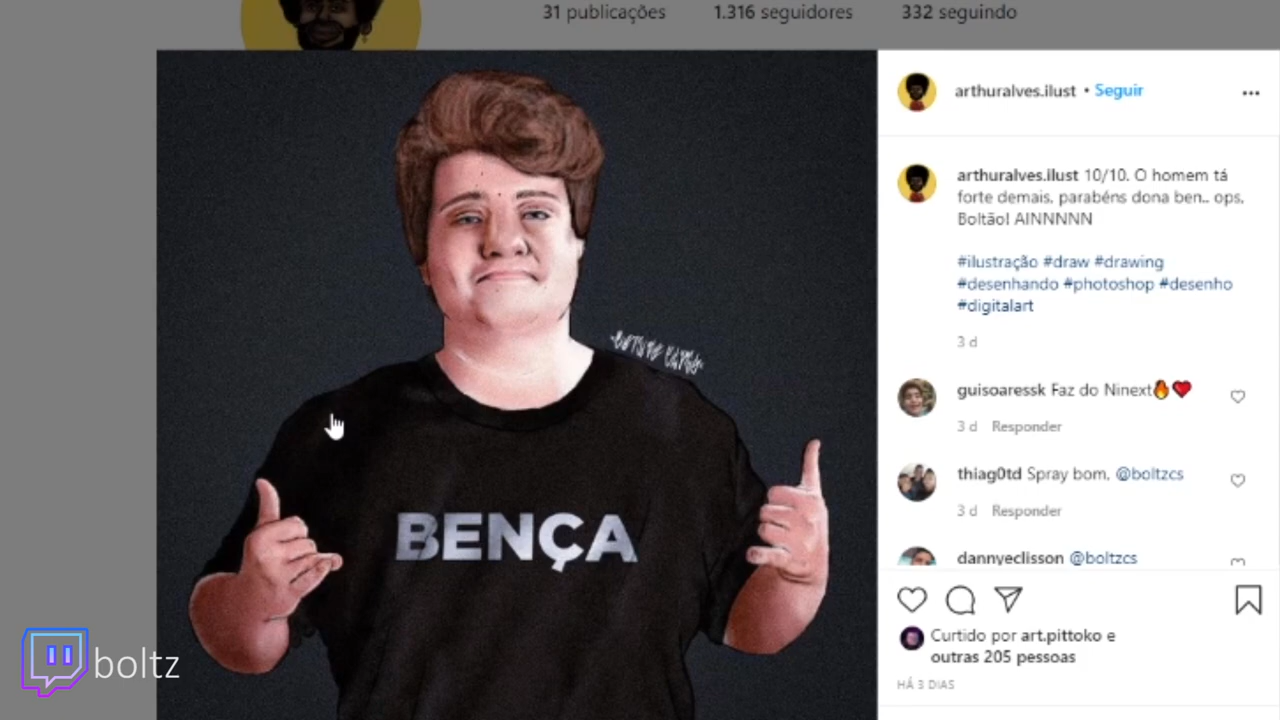 31 publicações 1.316 seguidores 332 seguindo
arthuralves.ilust • Seguir
arthuralves.ilust 10/10. O homem tá
forte demais, parabéns dona ben.. ops,
Boltão! AINNNNN
#ilustração #draw #drawing
#desenhando #photoshop #desenho
#digitalart
3 d
guisoaressk Faz do Ninext🔥❤️
3 d Responder
thiag0td Spray bom, @boltzcs
3 d Responder
dannyeclisson @boltzcs
Curtido por art.pittoko e
outras 205 pessoas
HÁ 3 DIAS
BENÇA
boltz